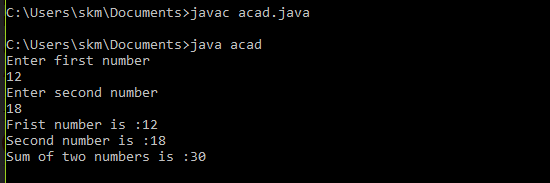 C:\Users\skm\Documents>javac acad.java
C:\Users\skm\Documents>java acad
Enter first number
12
Enter second number
18
Frist number is :12
Second number is :18
Sum of two numbers is :30